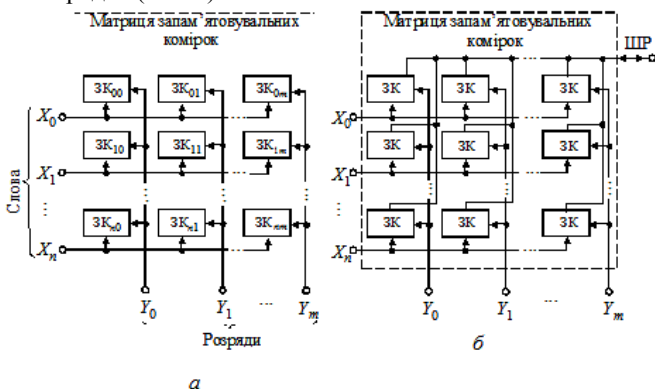 Матриця запам’ятовувальних
комірок
ЗК₀₀ ЗК₀₁ ЗК₀ₘ
X₀
ЗК₁₀ ЗК₁₁ ЗК₁ₘ
X₁
Слова
ЗКₙ₀ ЗКₙ₁ ЗКₙₘ
Xₙ
Y₀ Y₁ ... Yₘ
Розряди
а
Матриця запам’ятовувальних
комірок
ШР
ЗК ЗК ЗК
X₀
ЗК ЗК ЗК
X₁
ЗК ЗК ЗК
Xₙ
Y₀ Y₁ ... Yₘ
б